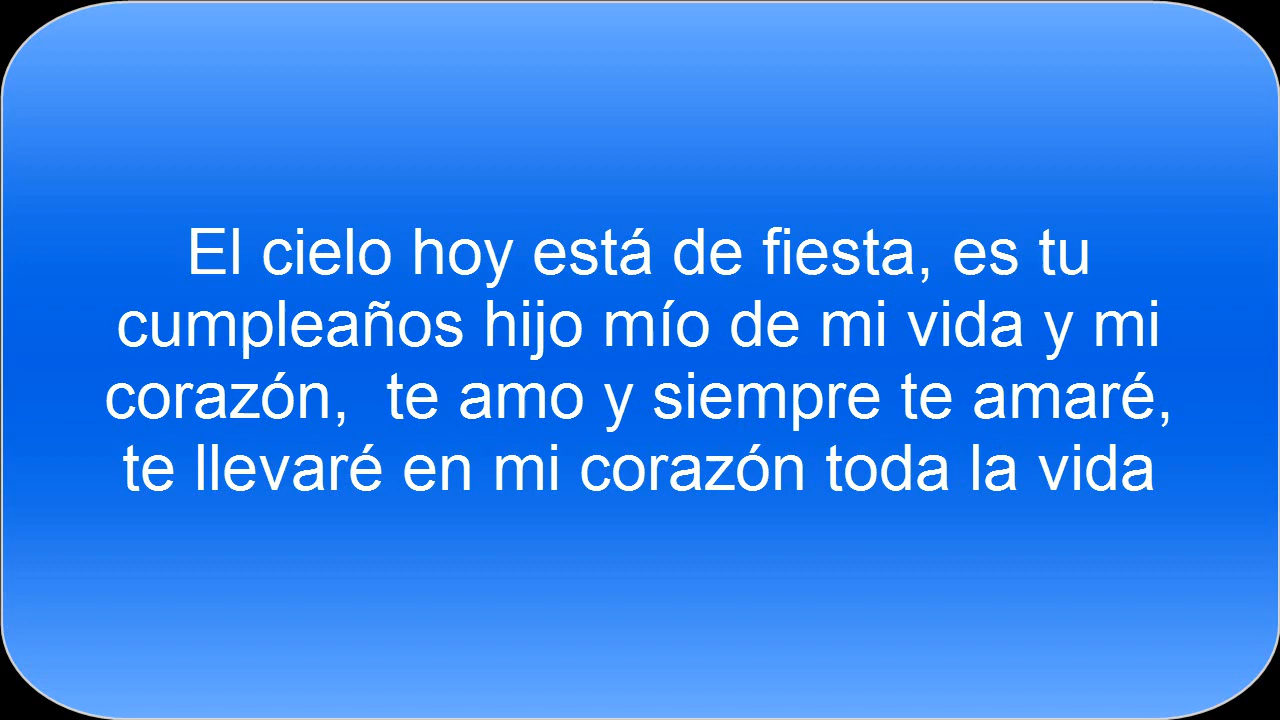 El cielo hoy está de fiesta, es tu
cumpleaños hijo mío de mi vida y mi
corazón,  te amo y siempre te amaré,
te llevaré en mi corazón toda la vida